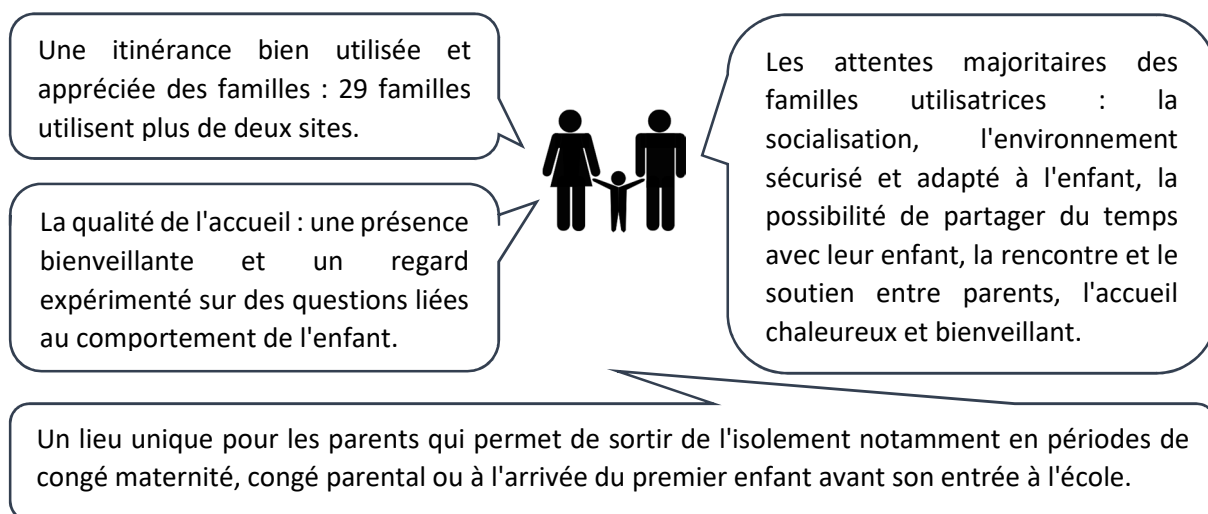 Une itinérance bien utilisée et
appréciée des familles : 29 familles
utilisent plus de deux sites.
La qualité de l'accueil : une présence
bienveillante et un regard
expérimenté sur des questions liées
au comportement de l'enfant.
Les attentes majoritaires des
familles utilisatrices : la
socialisation, l'environnement
sécurisé et adapté à l'enfant, la
possibilité de partager du temps
avec leur enfant, la rencontre et le
soutien entre parents, l'accueil
chaleureux et bienveillant.
Un lieu unique pour les parents qui permet de sortir de l'isolement notamment en périodes de
congé maternité, congé parental ou à l'arrivée du premier enfant avant son entrée à l'école.